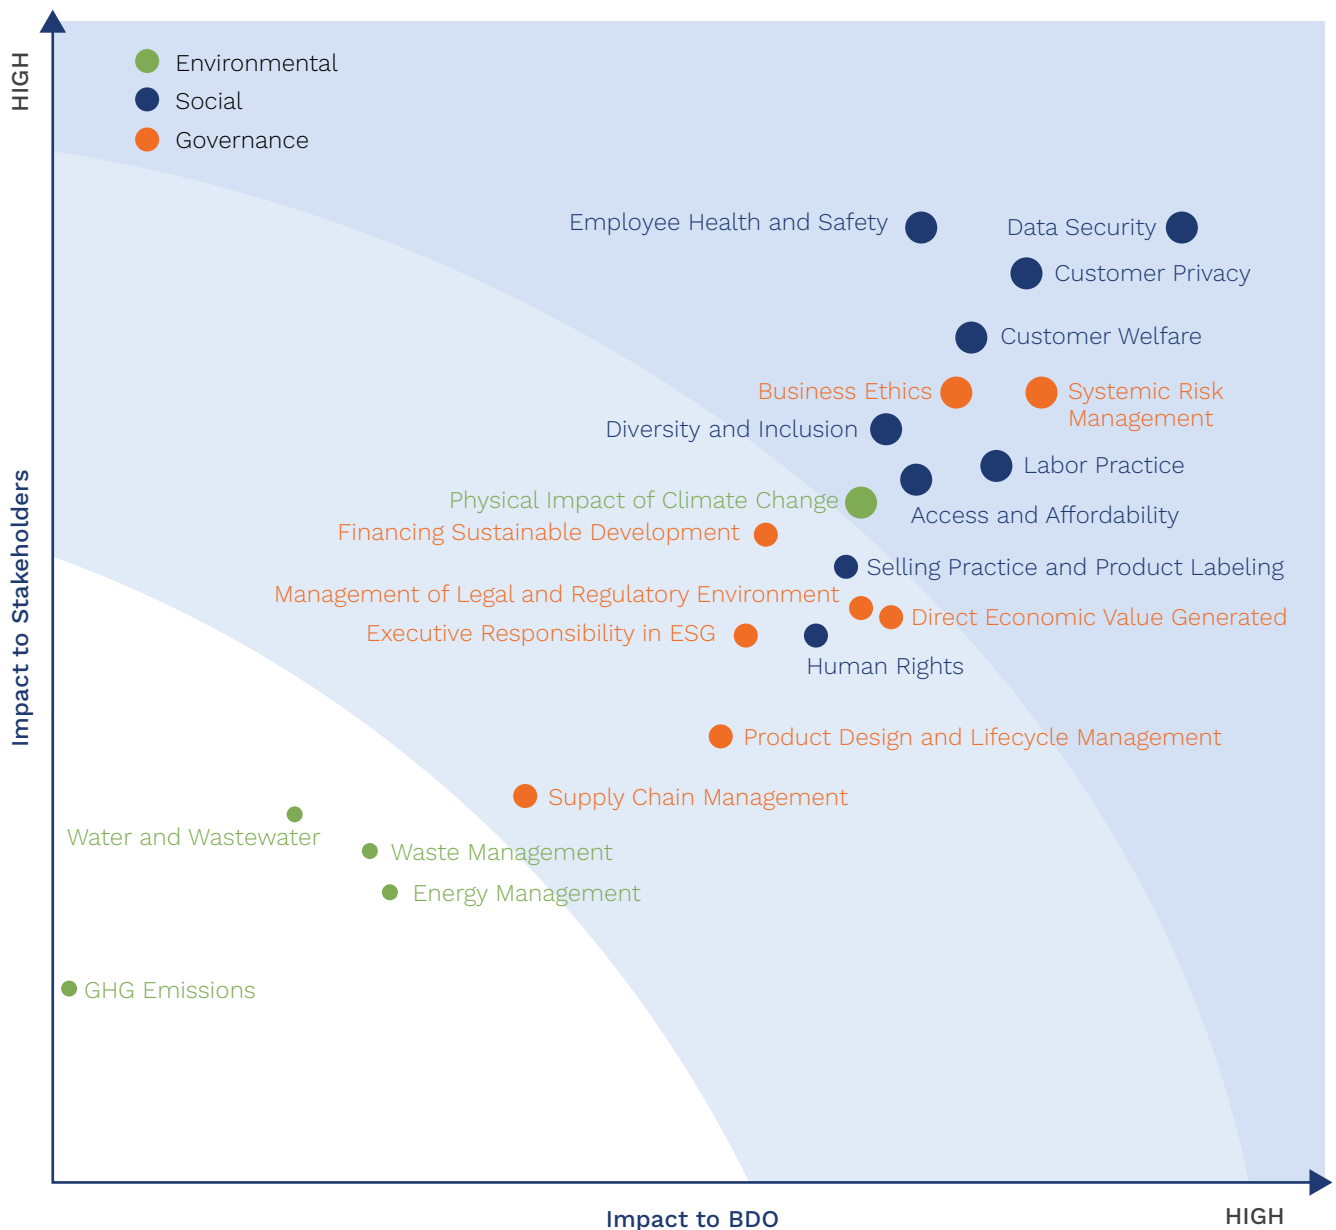 HIGH
Environmental
Social
Governance
Employee Health and Safety
Data Security
Customer Privacy
Customer Welfare
Business Ethics
Systemic Risk
Management
Diversity and Inclusion
Labor Practice
Physical Impact of Climate Change
Access and Affordability
Financing Sustainable Development
Selling Practice and Product Labeling
Management of Legal and Regulatory Environment
Direct Economic Value Generated
Executive Responsibility in ESG
Human Rights
Product Design and Lifecycle Management
Supply Chain Management
Water and Wastewater
Waste Management
Energy Management
GHG Emissions
Impact to Stakeholders
Impact to BDO
HIGH